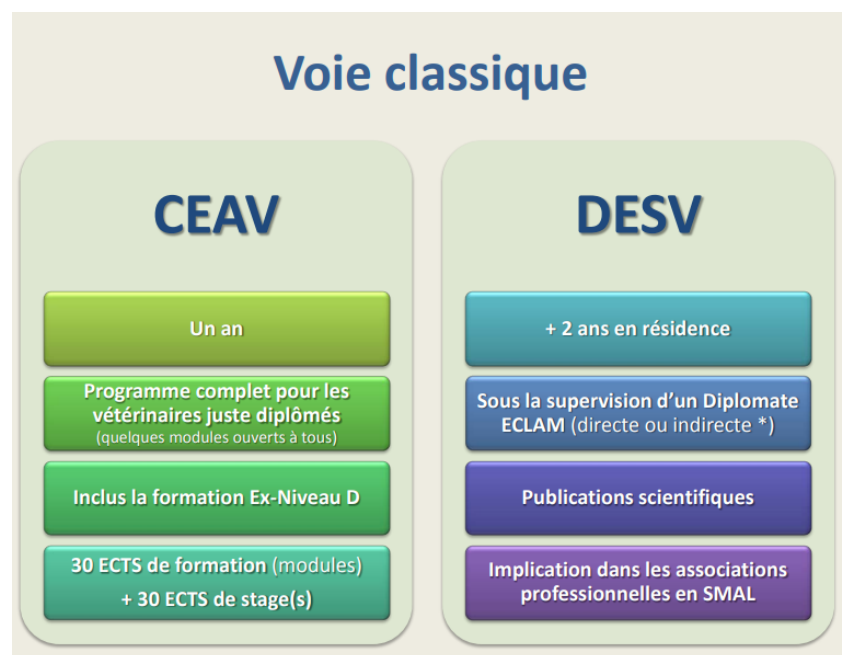 Voie classique
CEAV
Un an
Programme complet pour les
vétérinaires juste diplômés
(quelques modules ouverts à tous)
Inclus la formation Ex-Niveau D
30 ECTS de formation (modules)
+ 30 ECTS de stage(s)
DESV
+ 2 ans en résidence
Sous la supervision d’un Diplomate
ECLAM (directe ou indirecte *)
Publications scientifiques
Implication dans les associations
professionnelles en SMAL